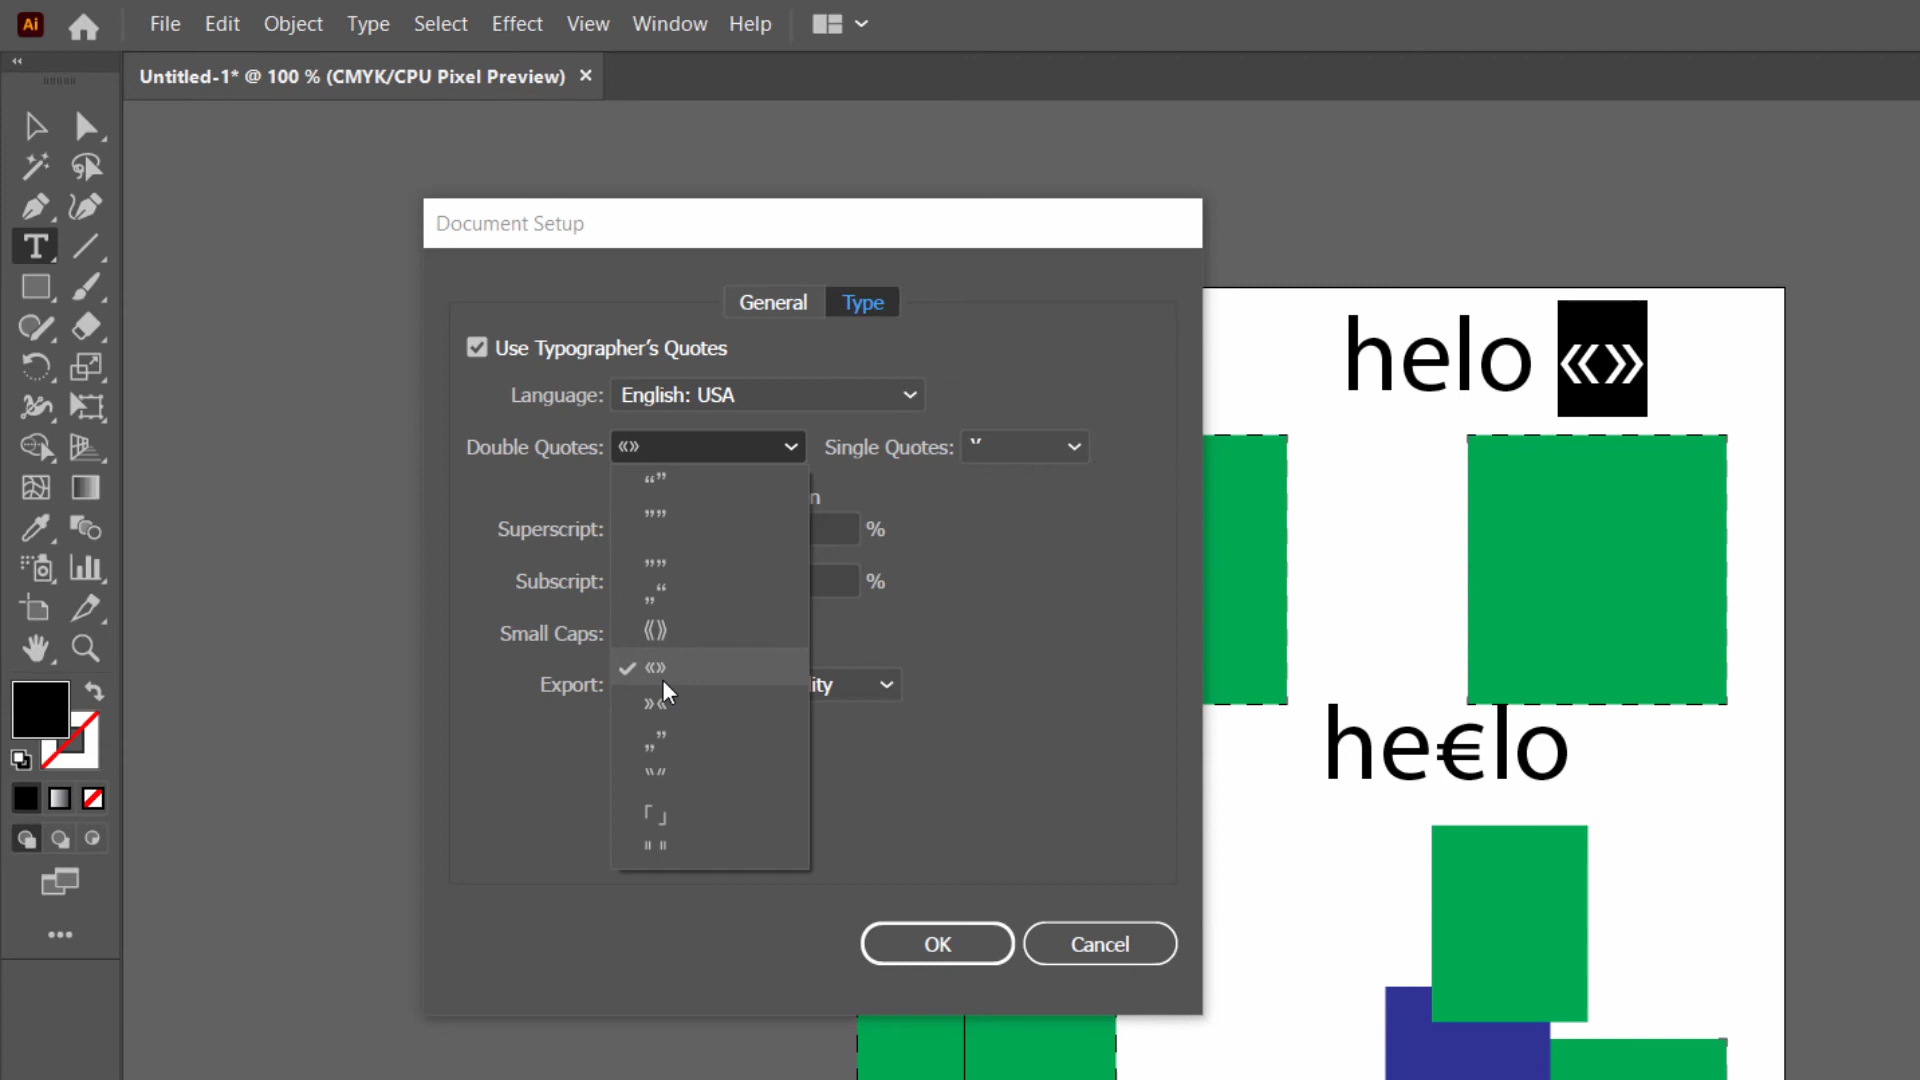 Ai File Edit Object Type Select Effect View Window Help
Untitled-1* @ 100 % (CMYK/CPU Pixel Preview) ×
Document Setup
General Type
Use Typographer’s Quotes
Language: English: USA
Double Quotes: «» Single Quotes: ‘’
“”
””
n
Superscript: %
””
Subscript: %
„“
Small Caps: 《》
«»
Export: lity
»«
„”
〝〞
「」
" "
OK Cancel
helo «»
he€lo